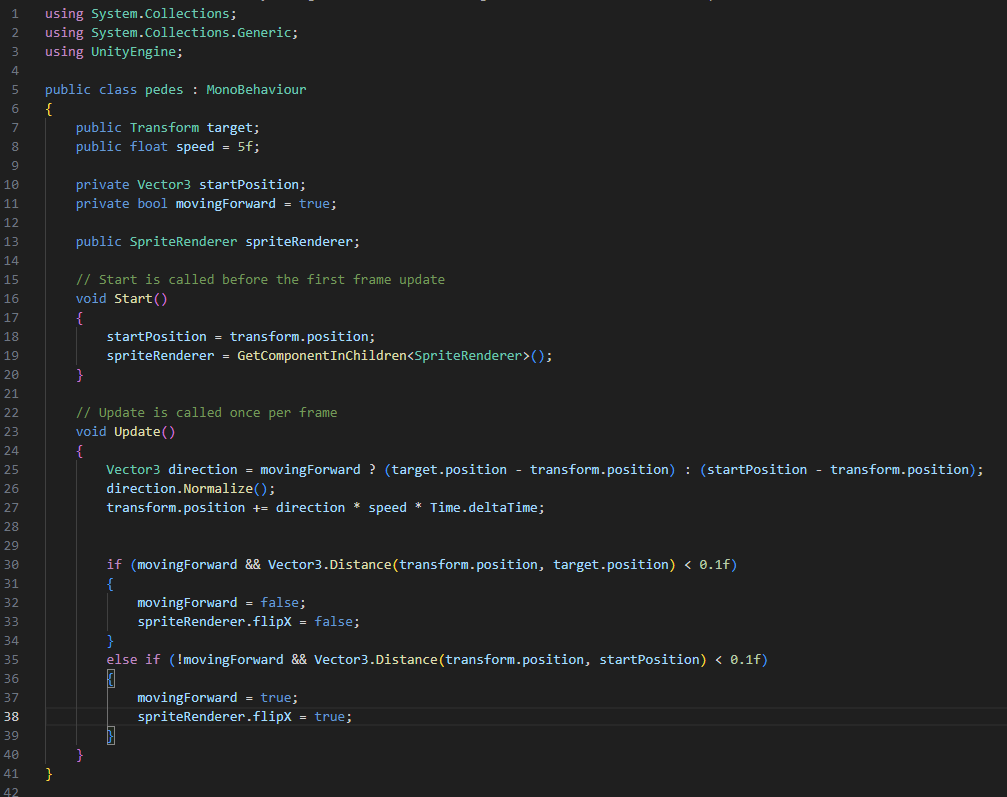 1 using System.Collections;
2 using System.Collections.Generic;
3 using UnityEngine;
4
5 public class pedes : MonoBehaviour
6 {
7     public Transform target;
8     public float speed = 5f;
9
10     private Vector3 startPosition;
11     private bool movingForward = true;
12
13     public SpriteRenderer spriteRenderer;
14
15     // Start is called before the first frame update
16     void Start()
17     {
18         startPosition = transform.position;
19         spriteRenderer = GetComponentInChildren<SpriteRenderer>();
20     }
21
22     // Update is called once per frame
23     void Update()
24     {
25         Vector3 direction = movingForward ? (target.position - transform.position) : (startPosition - transform.position);
26         direction.Normalize();
27         transform.position += direction * speed * Time.deltaTime;
28
29
30         if (movingForward && Vector3.Distance(transform.position, target.position) < 0.1f)
31         {
32             movingForward = false;
33             spriteRenderer.flipX = false;
34         }
35         else if (!movingForward && Vector3.Distance(transform.position, startPosition) < 0.1f)
36         {
37             movingForward = true;
38             spriteRenderer.flipX = true;
39         }
40     }
41 }
42